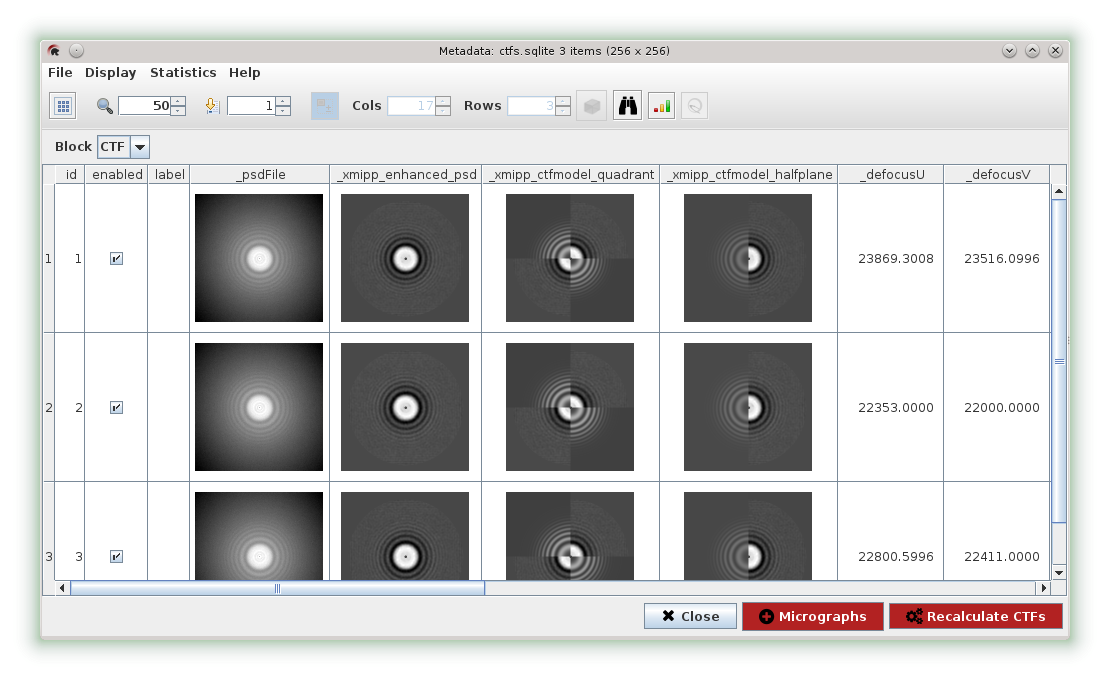 Metadata: ctfs.sqlite 3 items (256 x 256)
File Display Statistics Help
50 1 Cols 17 Rows 3
Block CTF
id enabled label _psdFile _xmipp_enhanced_psd _xmipp_ctfmodel_quadrant _xmipp_ctfmodel_halfplane _defocusU _defocusV
1 1 23869.3008 23516.0996
2 2 22353.0000 22000.0000
3 3 22800.5996 22411.0000
Close Micrographs Recalculate CTFs